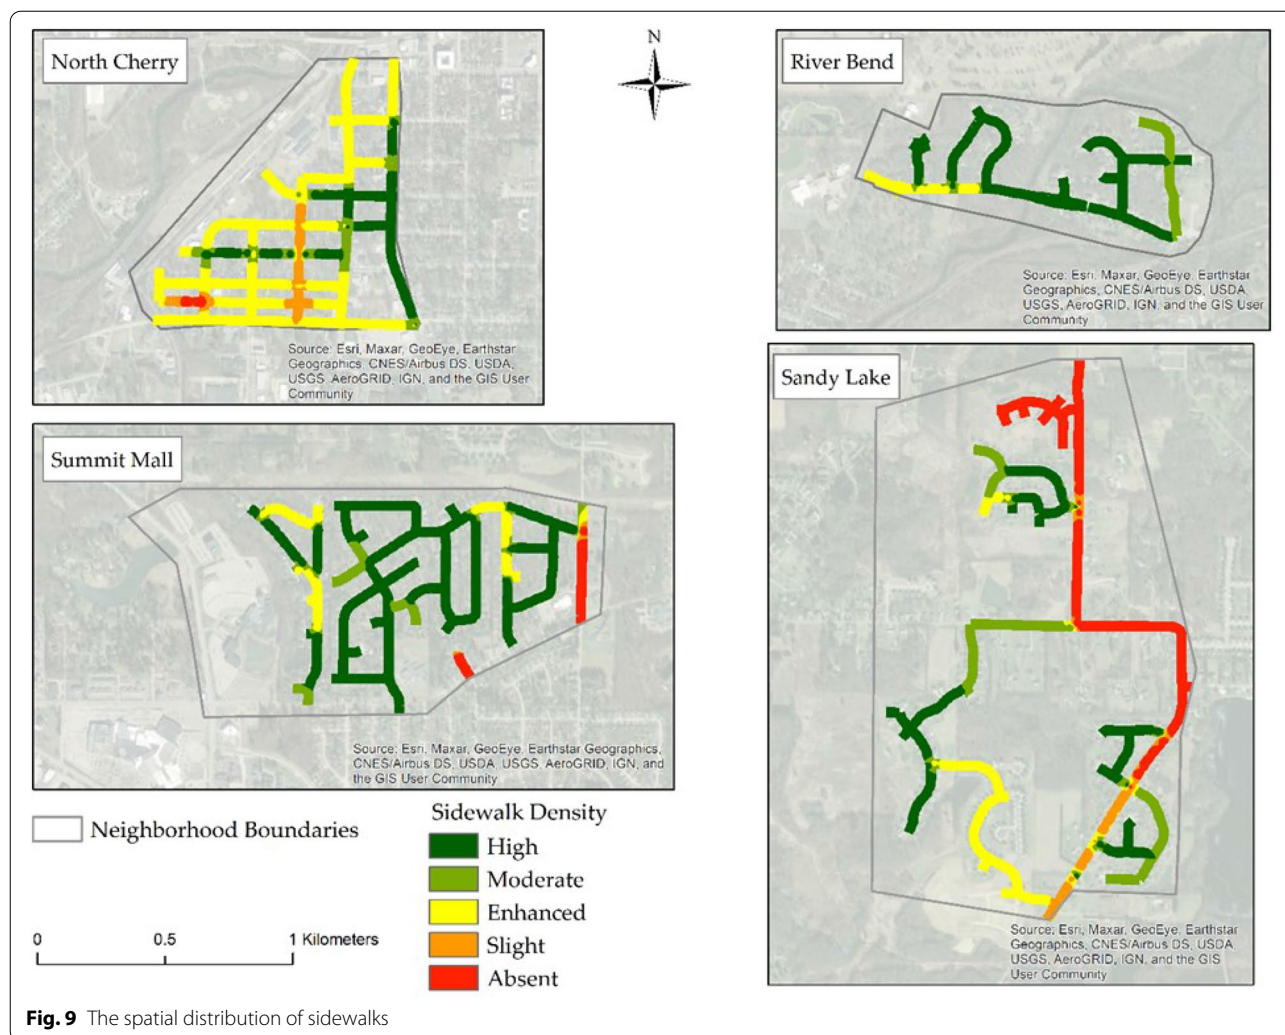 North Cherry
Source: Esri, Maxar, GeoEye, Earthstar
Geographics, CNES/Airbus DS, USDA,
USGS, AeroGRID, IGN, and the GIS User
Community
N
River Bend
Source: Esri, Maxar, GeoEye, Earthstar
Geographics, CNES/Airbus DS, USDA,
USGS, AeroGRID, IGN, and the GIS User
Community
Summit Mall
Source: Esri, Maxar, GeoEye, Earthstar Geographics,
CNES/Airbus DS, USDA, USGS, AeroGRID, IGN, and
the GIS User Community
Sandy Lake
Source: Esri, Maxar, GeoEye, Earthstar
Geographics, CNES/Airbus DS, USDA,
USGS, AeroGRID, IGN, and the GIS
User Community
Neighborhood Boundaries
0 0.5 1 Kilometers
Sidewalk Density
High
Moderate
Enhanced
Slight
Absent
Fig. 9 The spatial distribution of sidewalks